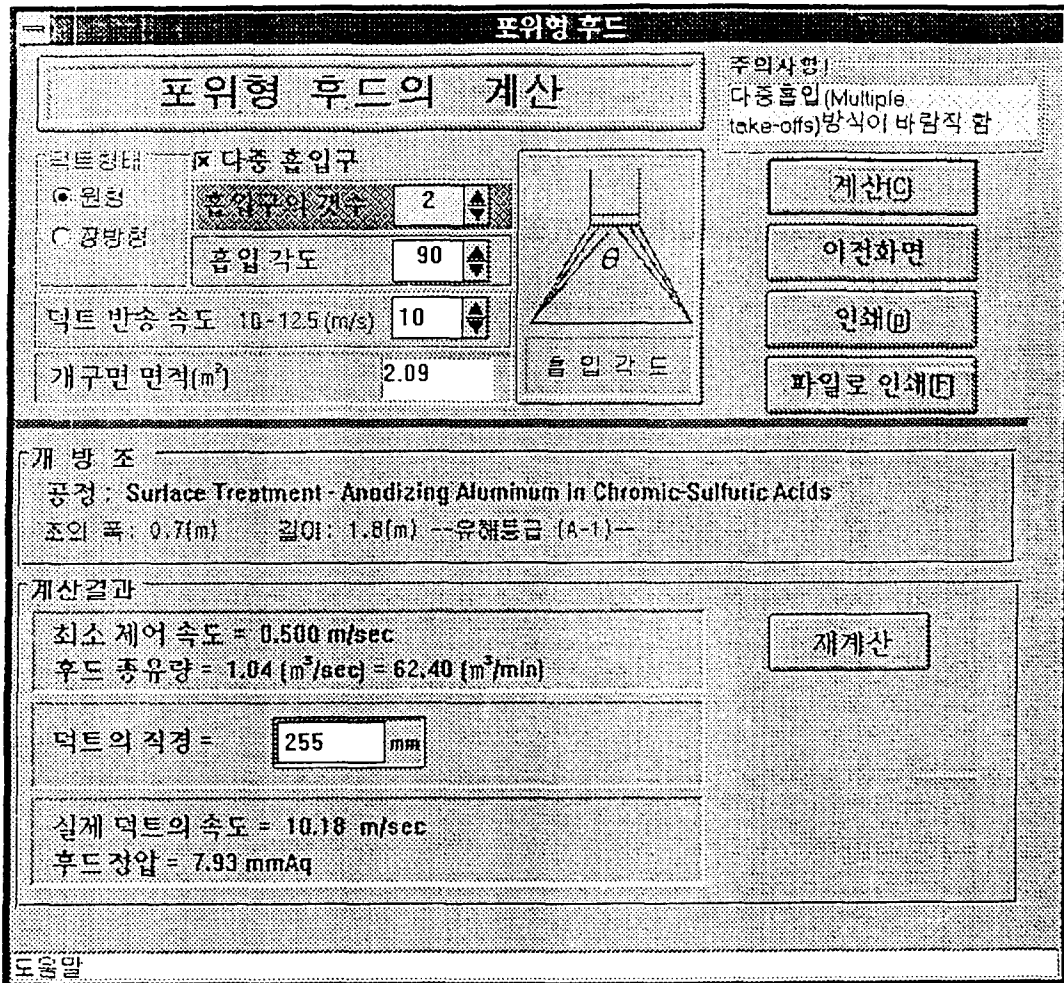 포위형 후드
포위형 후드의 계산
주의사항!
다중흡입(Multiple
take-offs)방식이 바람직 함
덕트형태
원형
장방형
다중 흡입구
흡입구의 갯수 2
흡입 각도 90
덕트 반송 속도 10-12.5 (m/s) 10
개구면 면적(m²) 2.09
θ
흡입각도
계산(C)
이전화면
인쇄(p)
파일로 인쇄(F)
개 방 조
공정 : Surface Treatment - Anodizing Aluminum in Chromic-Sulfuric Acids
조의 폭: 0.7(m) 길이: 1.8(m) --유해등급 (A-1)--
계산결과
최소 제어 속도 = 0.500 m/sec
후드 총유량 = 1.04 (m³/sec) = 62.40 (m³/min)
재계산
덕트의 직경 = 255 mm
실제 덕트의 속도 = 10.18 m/sec
후드 정압 = 7.93 mmAq
도움말